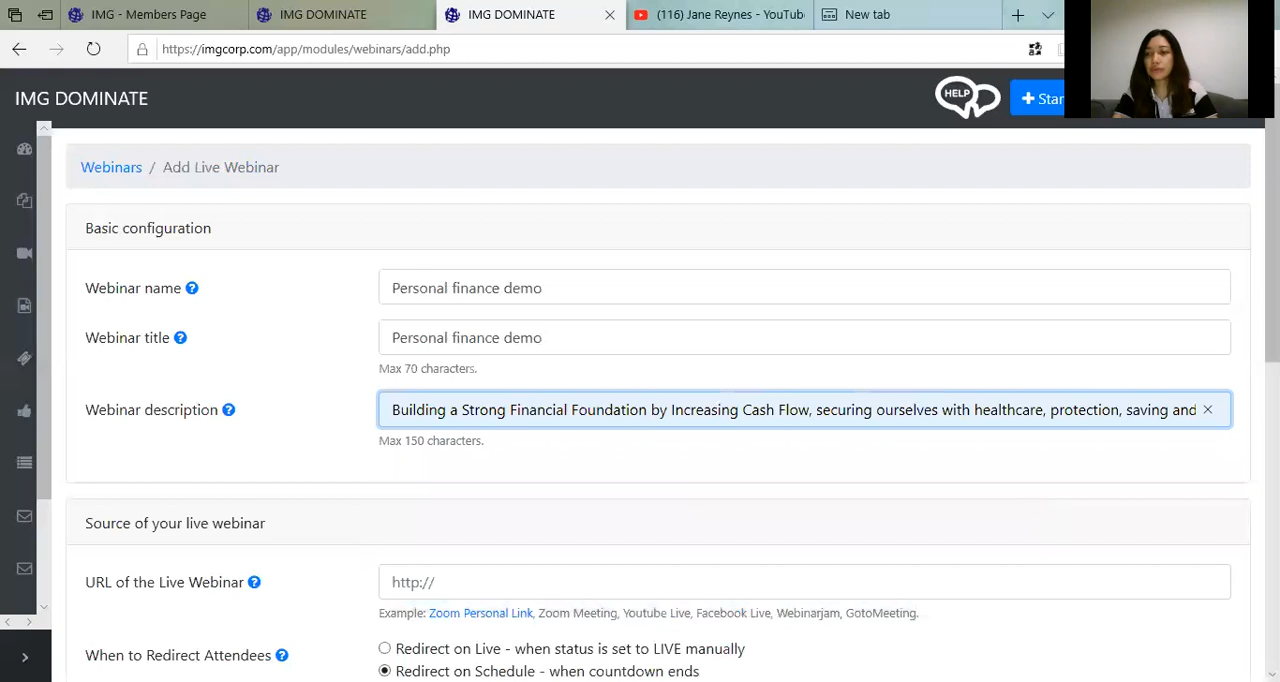 IMG - Members Page
IMG DOMINATE
IMG DOMINATE
(116) Jane Reynes - YouTub
New tab
https://imgcorp.com/app/modules/webinars/add.php
IMG DOMINATE
HELP
+ Star
Webinars / Add Live Webinar
Basic configuration
Webinar name
Personal finance demo
Webinar title
Personal finance demo
Max 70 characters.
Webinar description
Building a Strong Financial Foundation by Increasing Cash Flow, securing ourselves with healthcare, protection, saving and
Max 150 characters.
Source of your live webinar
URL of the Live Webinar
http://
Example: Zoom Personal Link, Zoom Meeting, Youtube Live, Facebook Live, Webinarjam, GotoMeeting.
When to Redirect Attendees
Redirect on Live - when status is set to LIVE manually
Redirect on Schedule - when countdown ends